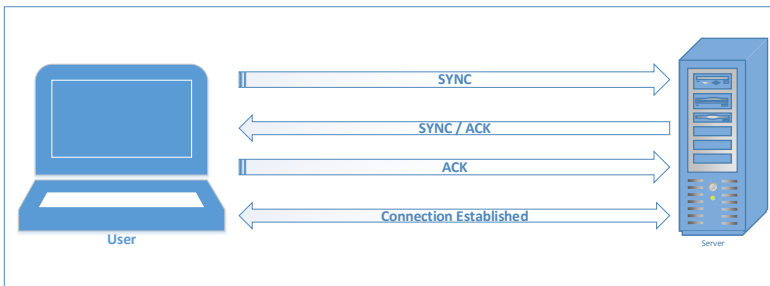 SYNC
SYNC / ACK
ACK
Connection Established
User
Server